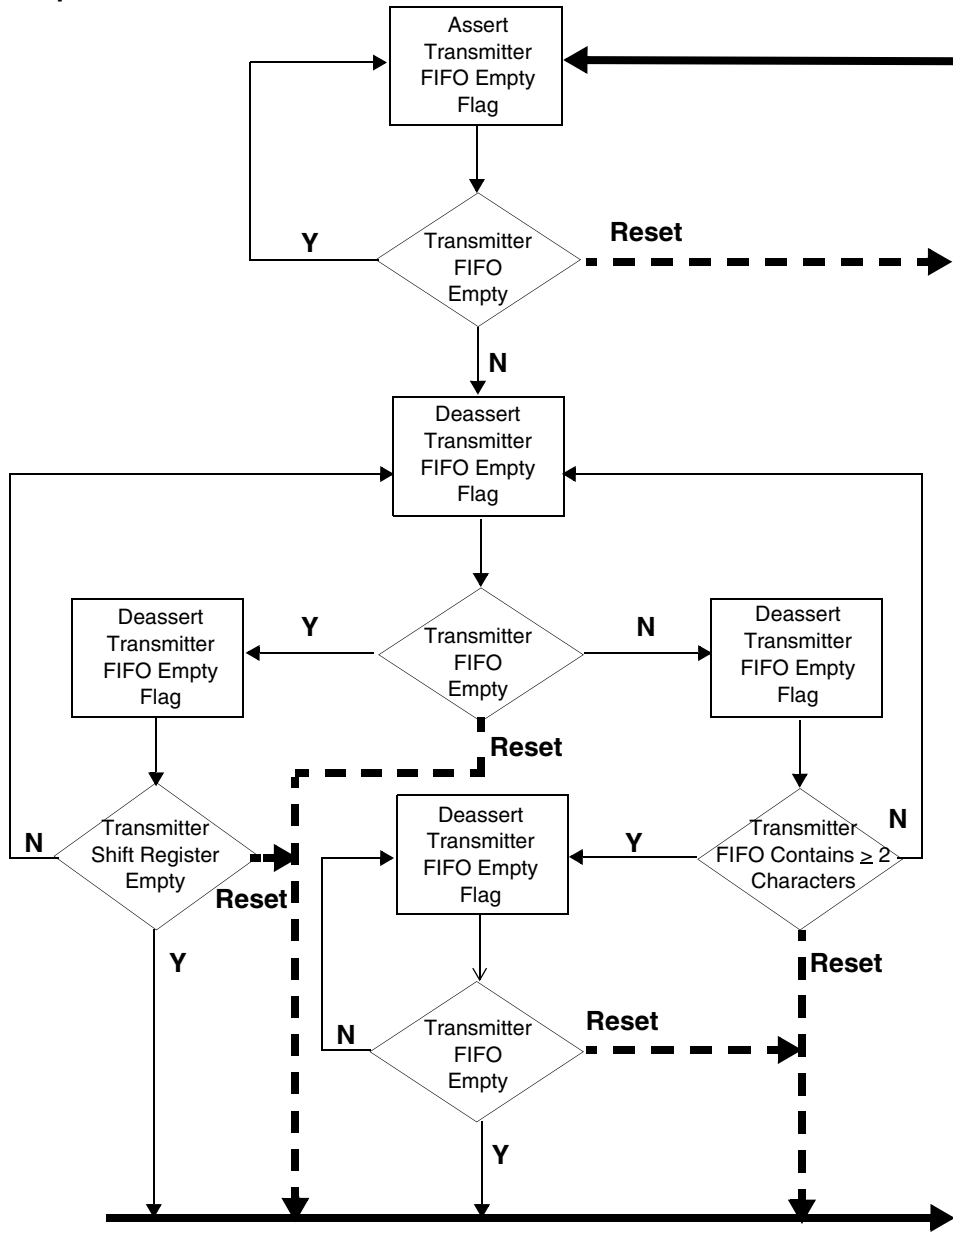 Assert
Transmitter
FIFO Empty
Flag
Y
Transmitter
FIFO
Empty
Reset
N
Deassert
Transmitter
FIFO Empty
Flag
Deassert
Transmitter
FIFO Empty
Flag
Y
Transmitter
FIFO
Empty
N
Deassert
Transmitter
FIFO Empty
Flag
Reset
N
Transmitter
Shift Register
Empty
Reset
Deassert
Transmitter
FIFO Empty
Flag
Y
Transmitter
FIFO Contains ≥ 2
Characters
N
Y
Reset
N
Transmitter
FIFO
Empty
Reset
Y